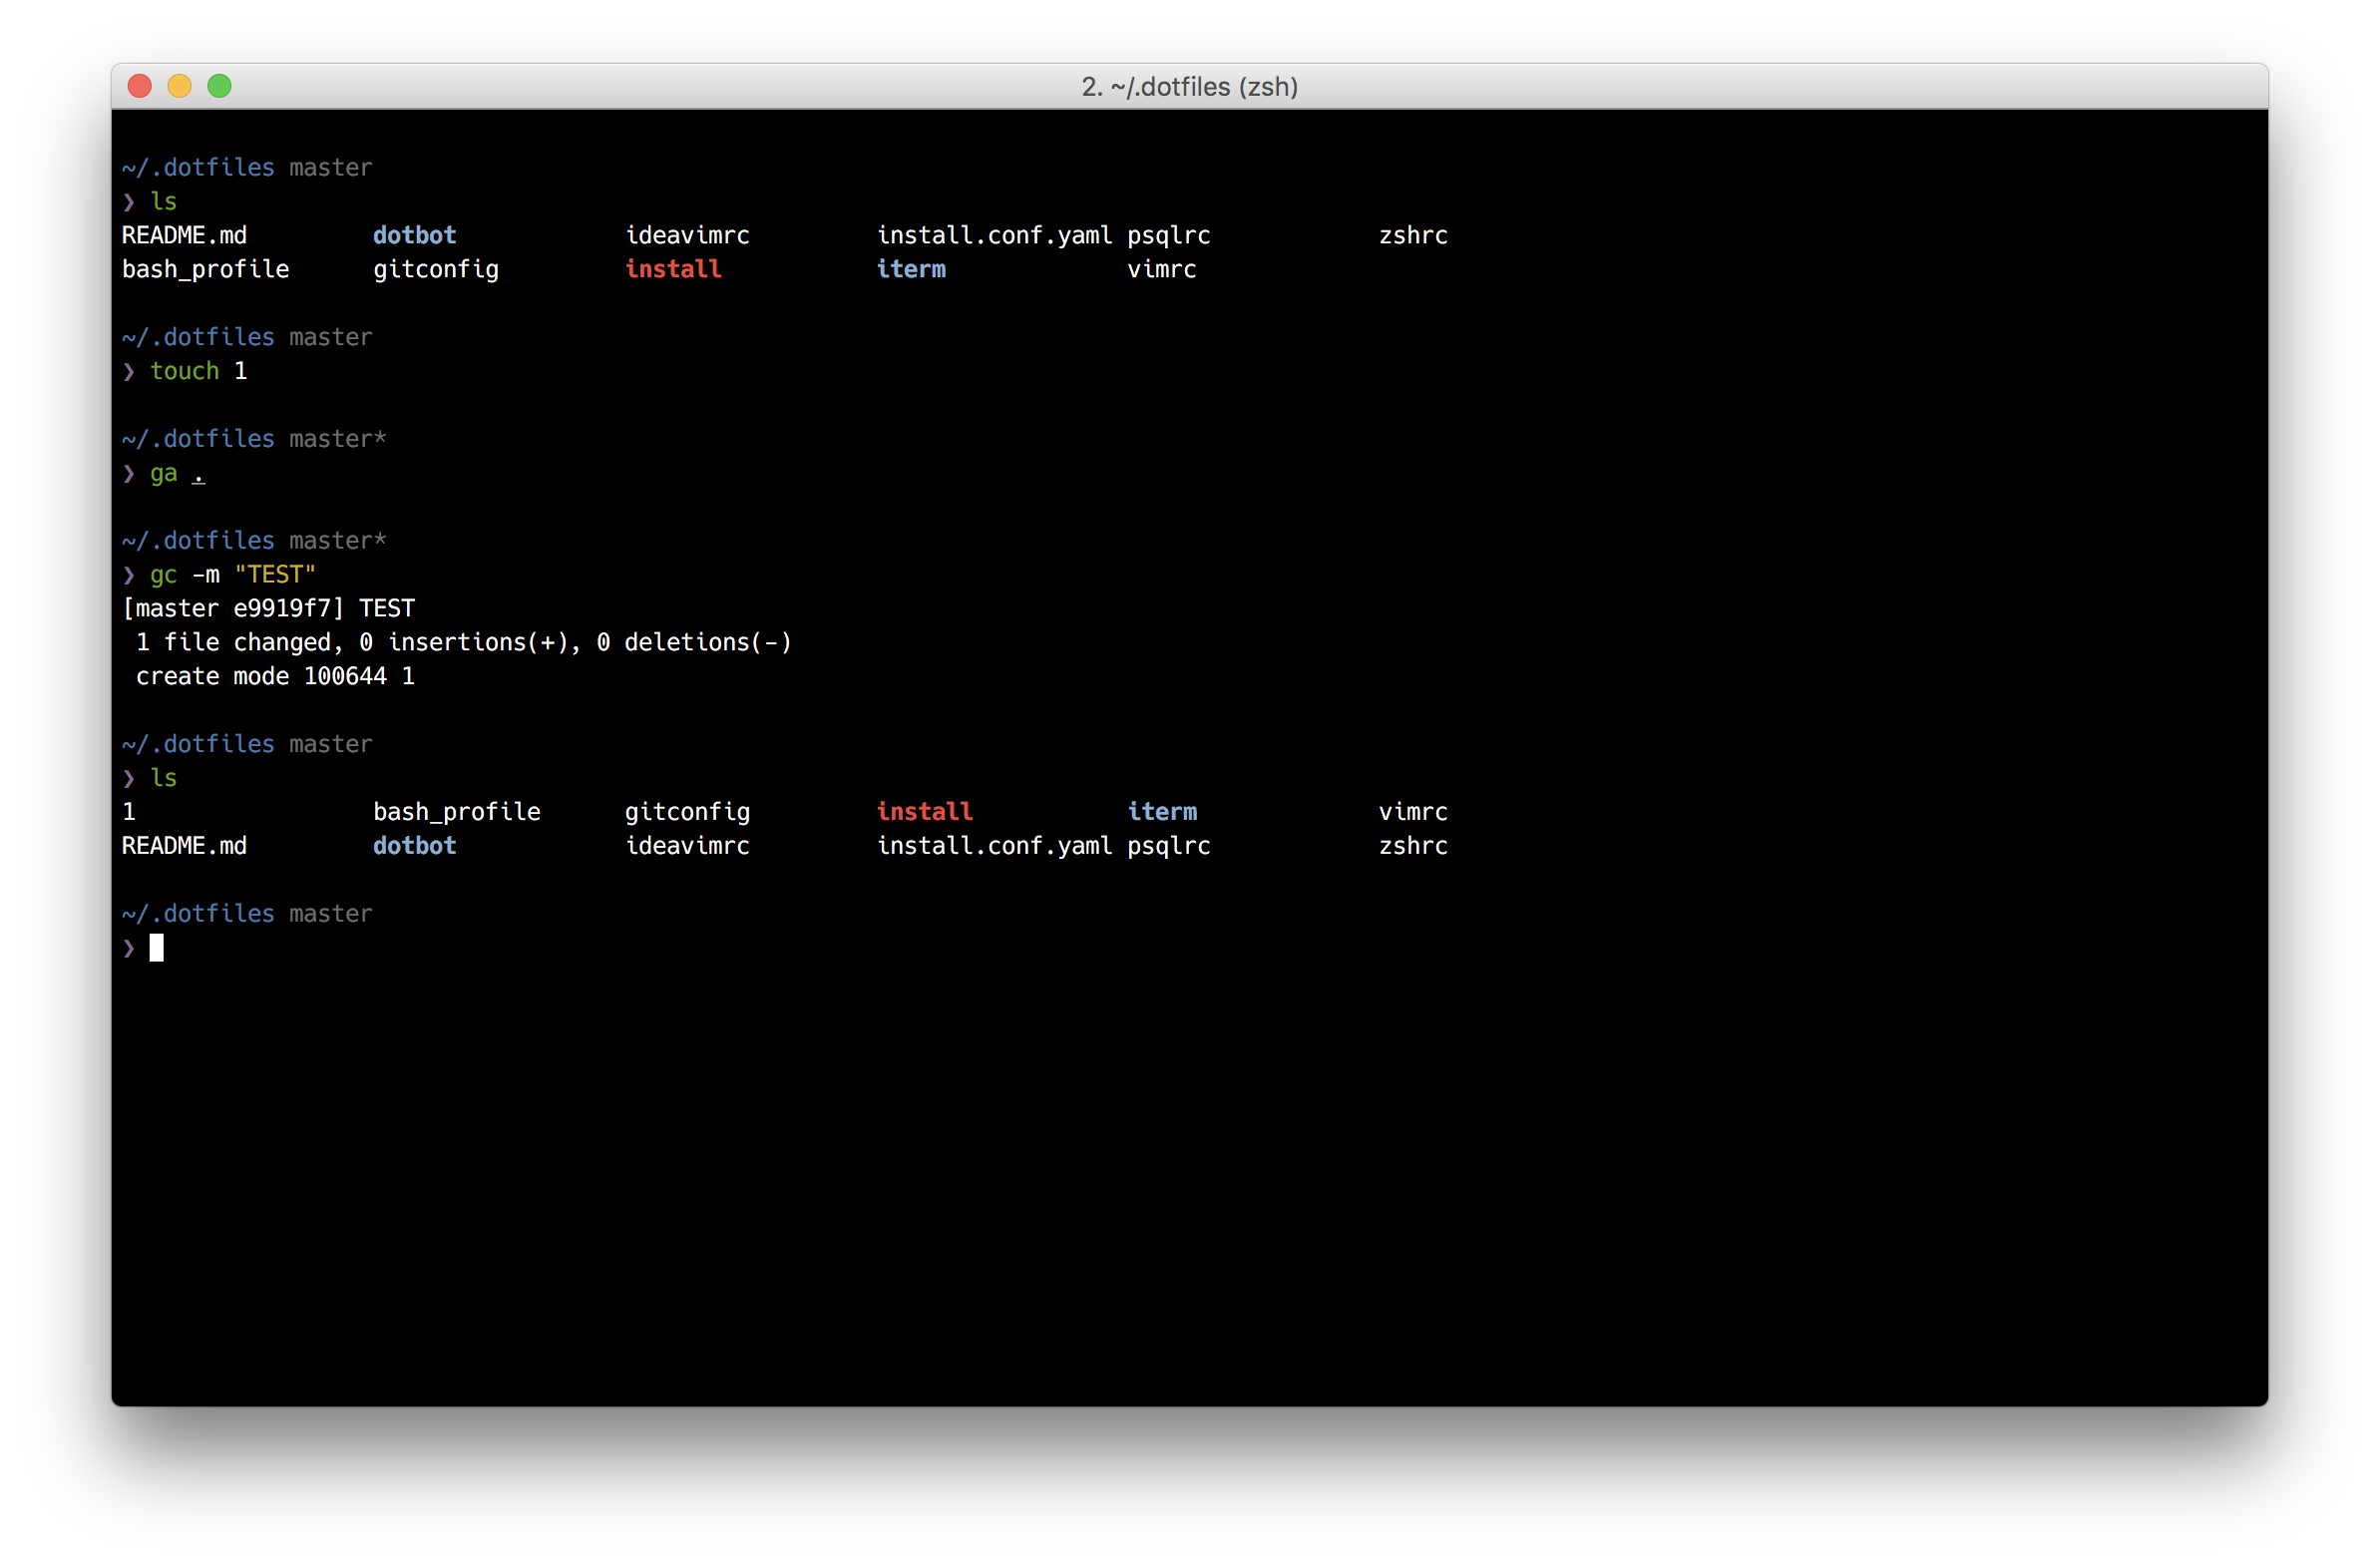 2. ~/.dotfiles (zsh)
~/.dotfiles master
❯ ls
README.md         dotbot            ideavimrc         install.conf.yaml psqlrc            zshrc
bash_profile      gitconfig         install           iterm             vimrc
~/.dotfiles master
❯ touch 1
~/.dotfiles master*
❯ ga .
~/.dotfiles master*
❯ gc -m "TEST"
[master e9919f7] TEST
 1 file changed, 0 insertions(+), 0 deletions(-)
 create mode 100644 1
~/.dotfiles master
❯ ls
1                 bash_profile      gitconfig         install           iterm             vimrc
README.md         dotbot            ideavimrc         install.conf.yaml psqlrc            zshrc
~/.dotfiles master
❯